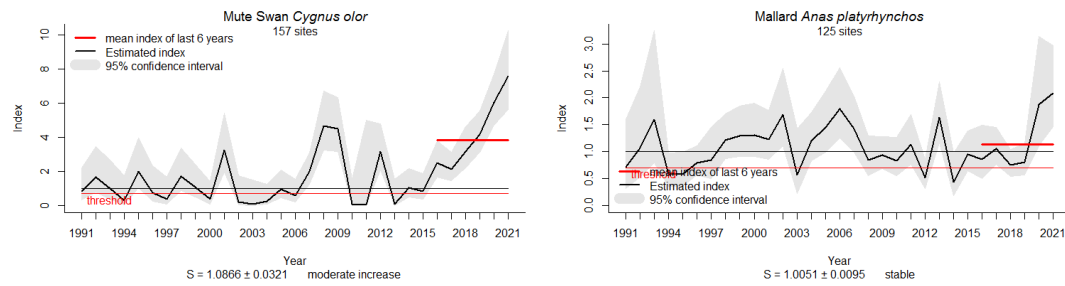 Mute Swan Cygnus olor
157 sites
mean index of last 6 years
Estimated index
95% confidence interval
threshold
Index
0 2 4 6 8 10
1991 1994 1997 2000 2003 2006 2009 2012 2015 2018 2021
Year
S = 1.0866 ± 0.0321 moderate increase
Mallard Anas platyrhynchos
125 sites
mean index of last 6 years
threshold
Estimated index
95% confidence interval
Index
0.0 0.5 1.0 1.5 2.0 2.5 3.0
1991 1994 1997 2000 2003 2006 2009 2012 2015 2018 2021
Year
S = 1.0051 ± 0.0095 stable